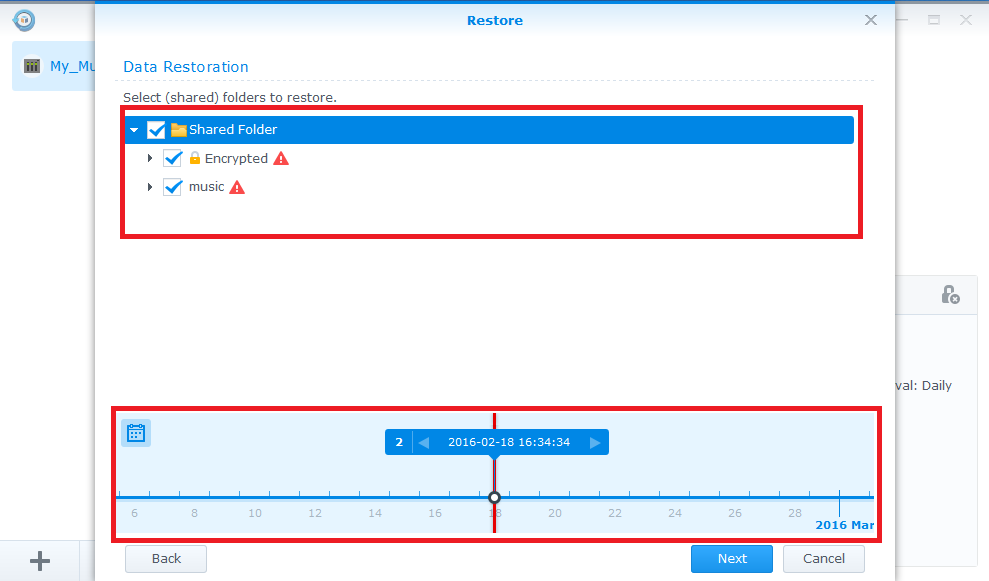 Restore
My_Mu
Data Restoration
Select (shared) folders to restore.
Shared Folder
Encrypted
music
val: Daily
2 2016-02-18 16:34:34
6 8 10 12 14 16 18 20 22 24 26 28
2016 Mar
Back Next Cancel